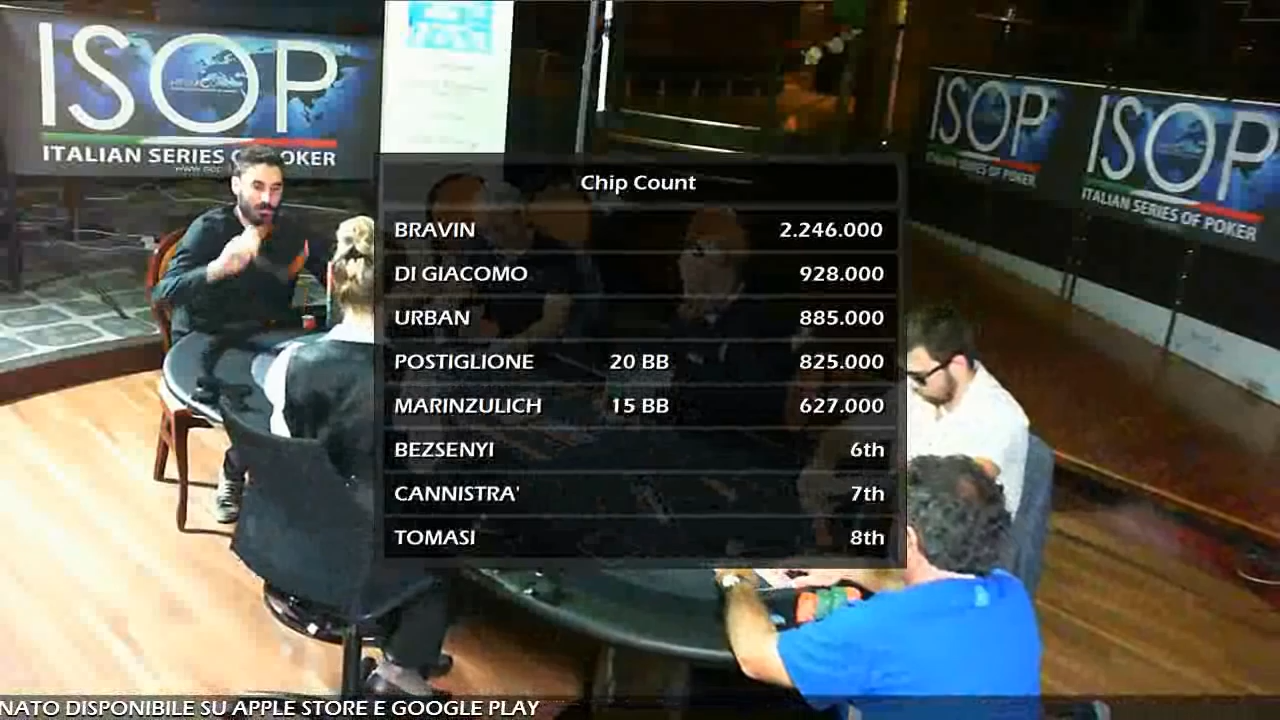 ISOP
ITALIAN SERIES OF POKER
ISOP
SERIES OF POKER
ISOP
ITALIAN SERIES OF POKER
Chip Count
BRAVIN 2.246.000
DI GIACOMO 928.000
URBAN 885.000
POSTIGLIONE 20 BB 825.000
MARINZULICH 15 BB 627.000
BEZSENYI 6th
CANNISTRA' 7th
TOMASI 8th
NATO DISPONIBILE SU APPLE STORE E GOOGLE PLAY